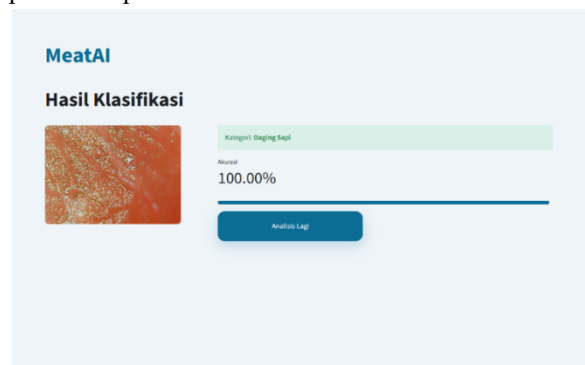 MeatAI
Hasil Klasifikasi
Kategori: Daging Sapi
Akurasi
100.00%
Analisis Lagi